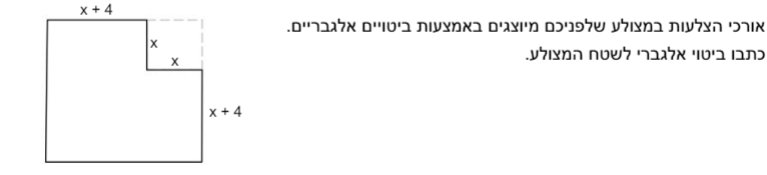 אורכי הצלעות במצולע שלפניכם מיוצגים באמצעות ביטויים אלגבריים.
כתבו ביטוי אלגברי לשטח המצולע.
x + 4
x
x
x + 4